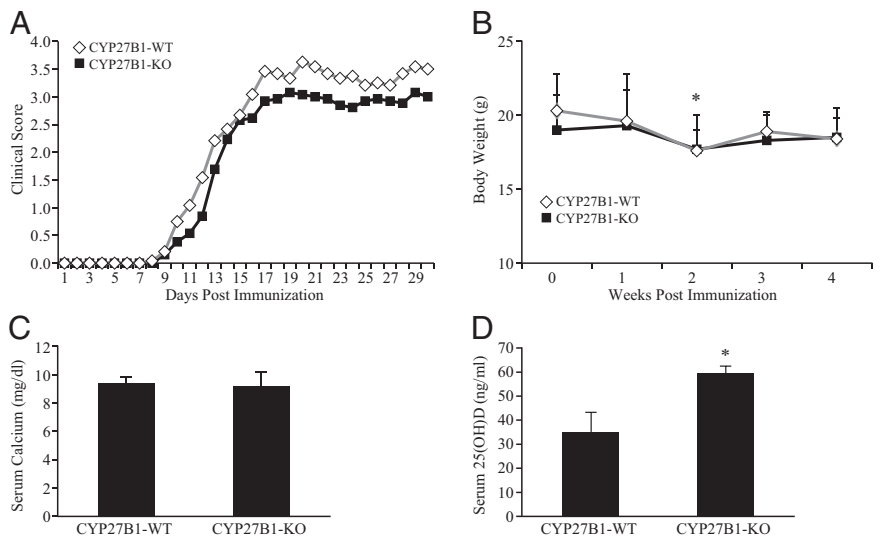 A
4.0
3.5
3.0
2.5
2.0
1.5
1.0
0.5
0.0
Clinical Score
CYP27B1-WT
CYP27B1-KO
1 3 5 7 9 11 13 15 17 19 21 23 25 27 29
Days Post Immunization
B
25
20
15
10
Body Weight (g)
*
CYP27B1-WT
CYP27B1-KO
0 1 2 3 4
Weeks Post Immunization
C
12
10
8
6
4
2
0
Serum Calcium (mg/dl)
CYP27B1-WT CYP27B1-KO
D
70
60
50
40
30
20
10
0
Serum 25(OH)D (ng/ml)
*
CYP27B1-WT CYP27B1-KO